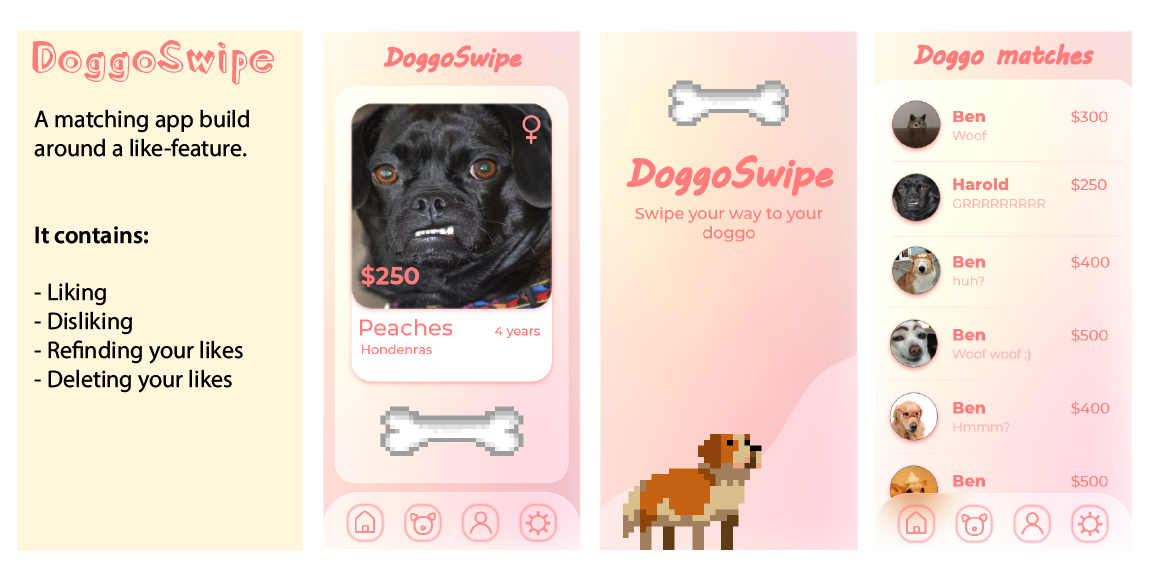 DoggoSwipe
A matching app build
around a like-feature.
It contains:
- Liking
- Disliking
- Refinding your likes
- Deleting your likes
DoggoSwipe
$250
Peaches
4 years
Hondenras
DoggoSwipe
Swipe your way to your
doggo
Doggo matches
Ben
$300
Woof
Harold
$250
GRRRRRRRRR
Ben
$400
huh?
Ben
$500
Woof woof ;)
Ben
$400
Hmmm?
Ben
$500